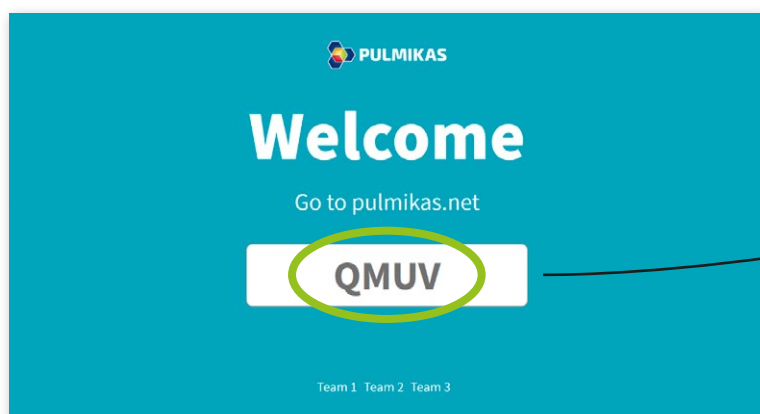 PULMIKAS
Welcome
Go to pulmikas.net
QMUV
Team 1 Team 2 Team 3